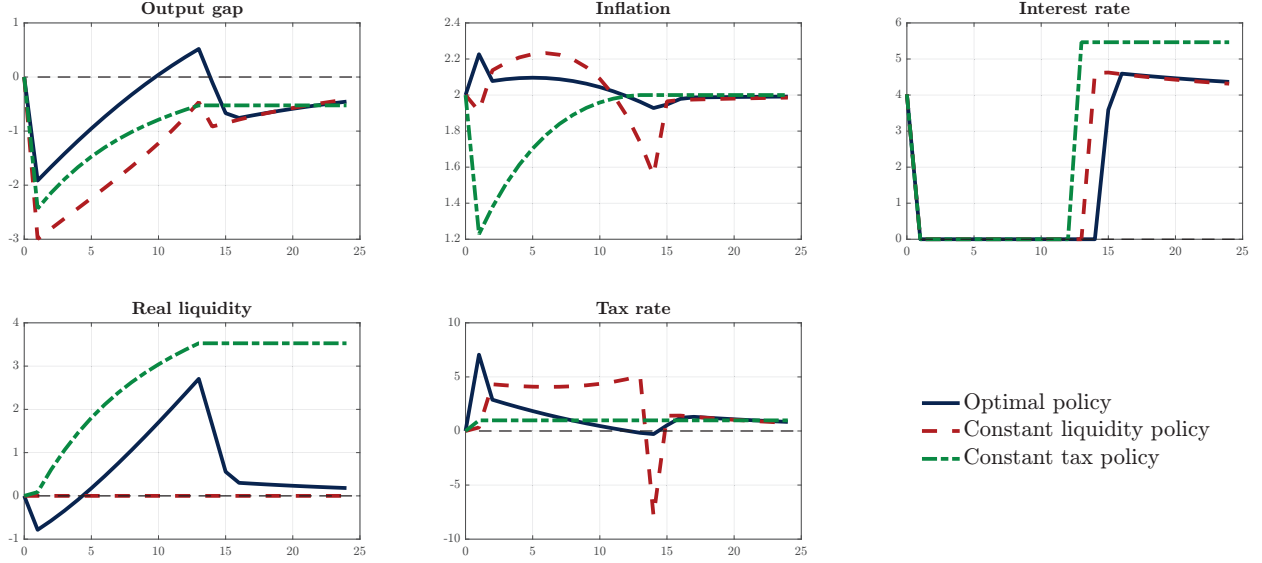 Output gap
1
0
-1
-2
-3
0 5 10 15 20 25
Inflation
2.4
2.2
2
1.8
1.6
1.4
1.2
0 5 10 15 20 25
Interest rate
6
5
4
3
2
1
0
0 5 10 15 20 25
Real liquidity
4
3
2
1
0
-1
0 5 10 15 20 25
Tax rate
10
5
0
-5
-10
0 5 10 15 20 25
Optimal policy
Constant liquidity policy
Constant tax policy